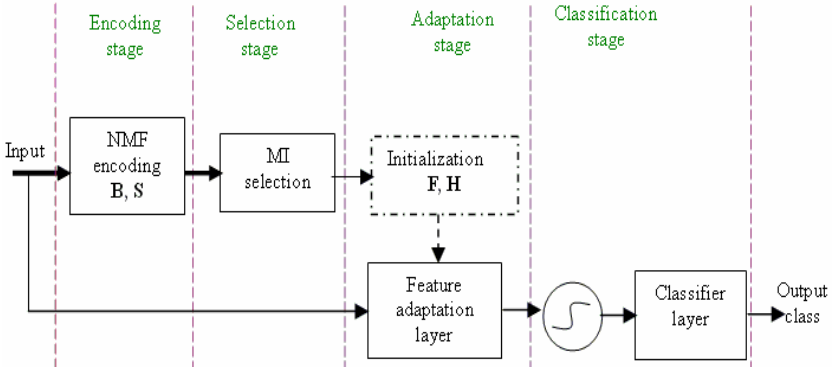 Encoding
stage
Selection
stage
Adaptation
stage
Classification
stage
Input
NMF
encoding
B, S
MI
selection
Initialization
F, H
Feature
adaptation
layer
Classifier
layer
Output
class